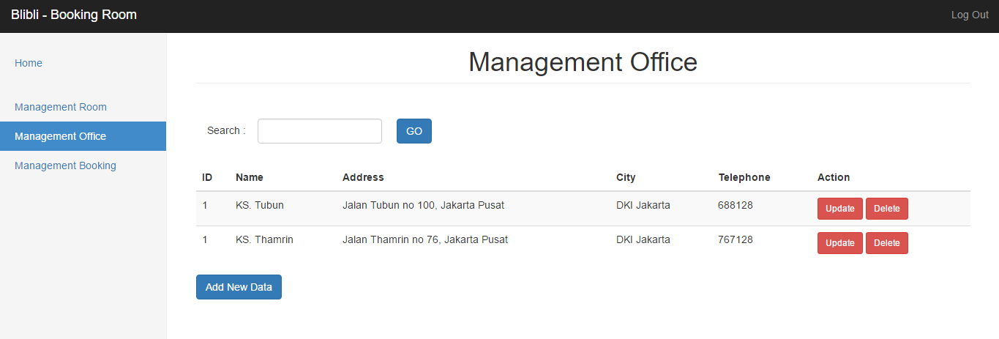 Blibli - Booking Room Log Out
Home
Management Room
Management Office
Management Booking
Management Office
Search : GO
ID Name Address City Telephone Action
1 KS. Tubun Jalan Tubun no 100, Jakarta Pusat DKI Jakarta 688128 Update Delete
1 KS. Thamrin Jalan Thamrin no 76, Jakarta Pusat DKI Jakarta 767128 Update Delete
Add New Data